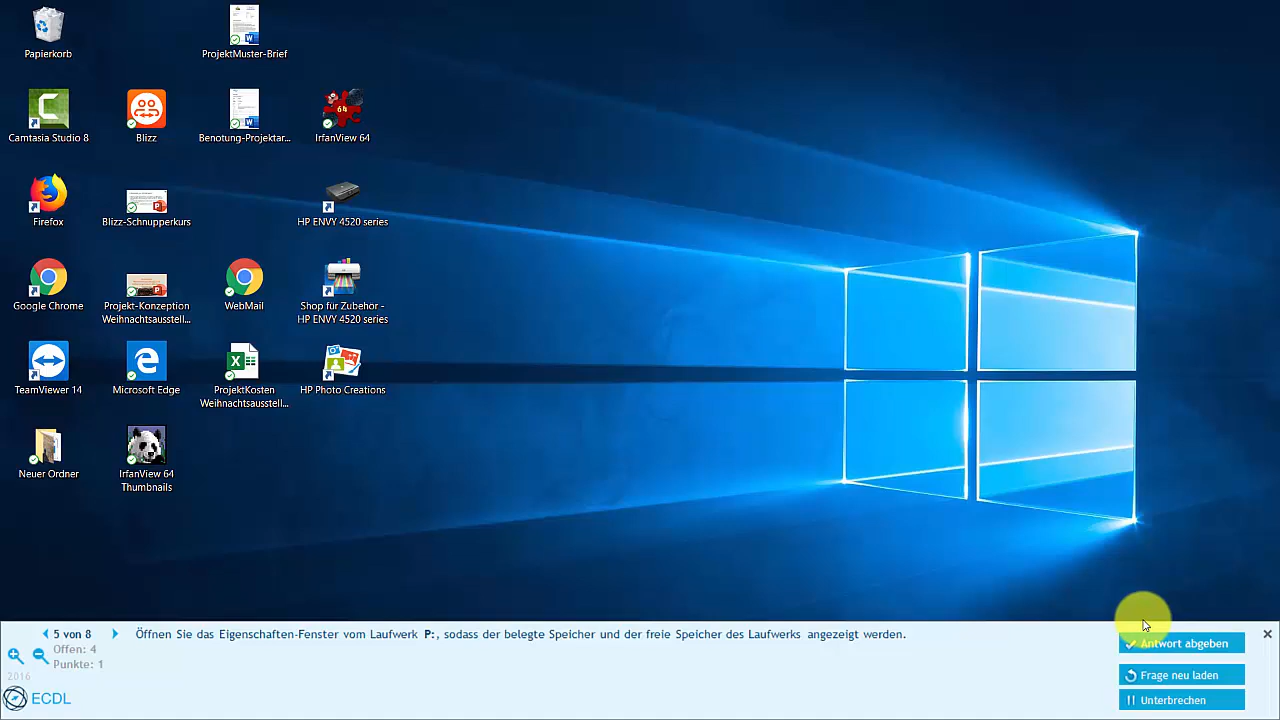 Papierkorb
ProjektMuster-Brief
Camtasia Studio 8
Blizz
Benotung-Projektar...
IrfanView 64
Firefox
Blizz-Schnupperkurs
HP ENVY 4520 series
Google Chrome
Projekt-Konzeption
Weihnachtsausstell...
WebMail
Shop für Zubehör -
HP ENVY 4520 series
TeamViewer 14
Microsoft Edge
ProjektKosten
Weihnachtsausstell...
HP Photo Creations
Neuer Ordner
IrfanView 64
Thumbnails
5 von 8
Öffnen Sie das Eigenschaften-Fenster vom Laufwerk P:, sodass der belegte Speicher und der freie Speicher des Laufwerks angezeigt werden.
Offen: 4
Punkte: 1
2016
ECDL
Antwort abgeben
Frage neu laden
Unterbrechen